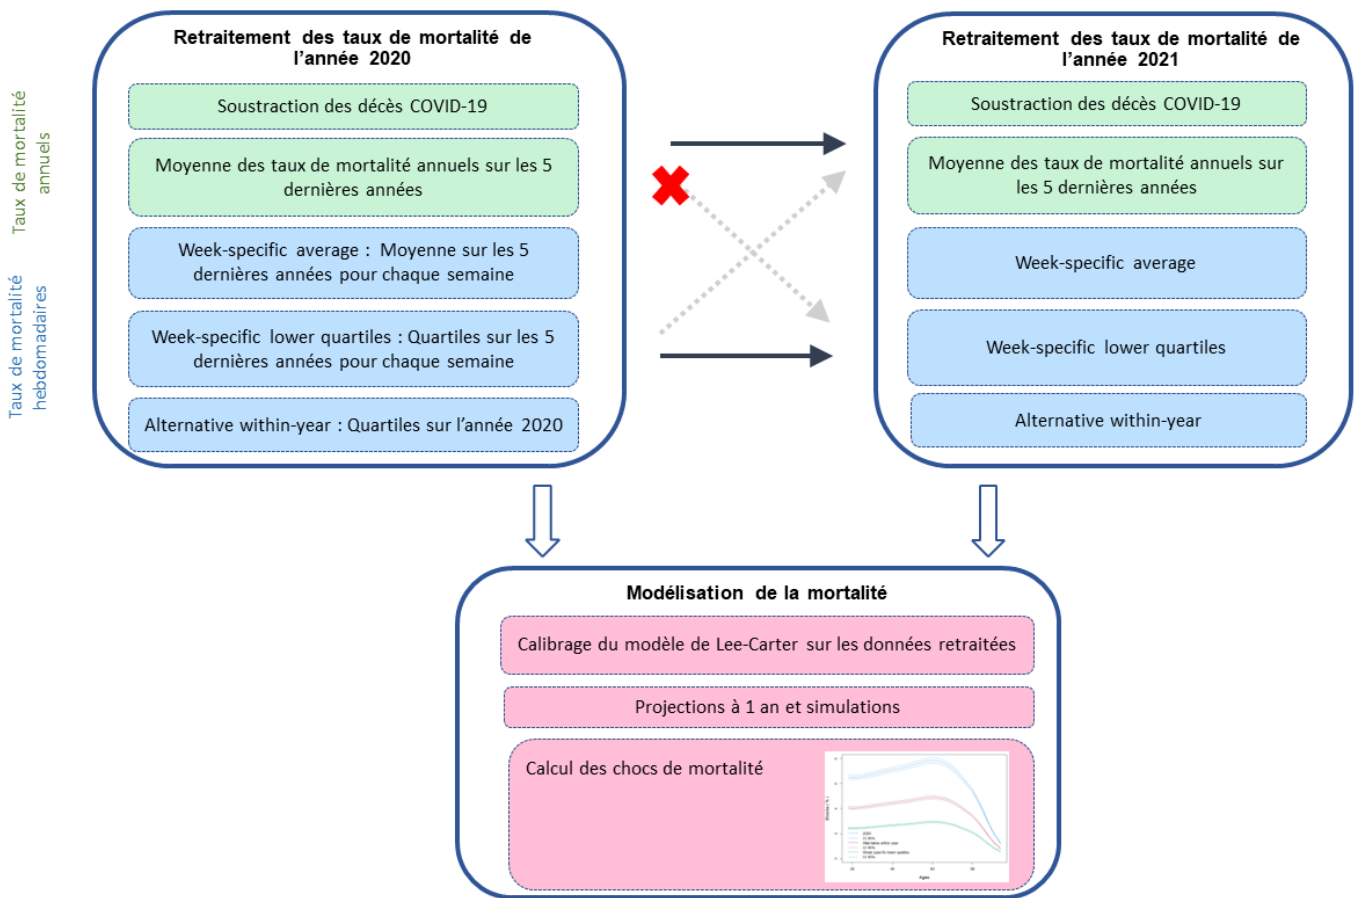 Retraitement des taux de mortalité de
l'année 2020
Soustraction des décès COVID-19
Moyenne des taux de mortalité annuels sur les 5
dernières années
Week-specific average : Moyenne sur les 5
dernières années pour chaque semaine
Week-specific lower quartiles : Quartiles sur les 5
dernières années pour chaque semaine
Alternative within-year : Quartiles sur l'année 2020
Taux de mortalité
annuels
Taux de mortalité
hebdomadaires
Retraitement des taux de mortalité de
l'année 2021
Soustraction des décès COVID-19
Moyenne des taux de mortalité annuels sur
les 5 dernières années
Week-specific average
Week-specific lower quartiles
Alternative within-year
Modélisation de la mortalité
Calibrage du modèle de Lee-Carter sur les données retraitées
Projections à 1 an et simulations
Calcul des chocs de mortalité